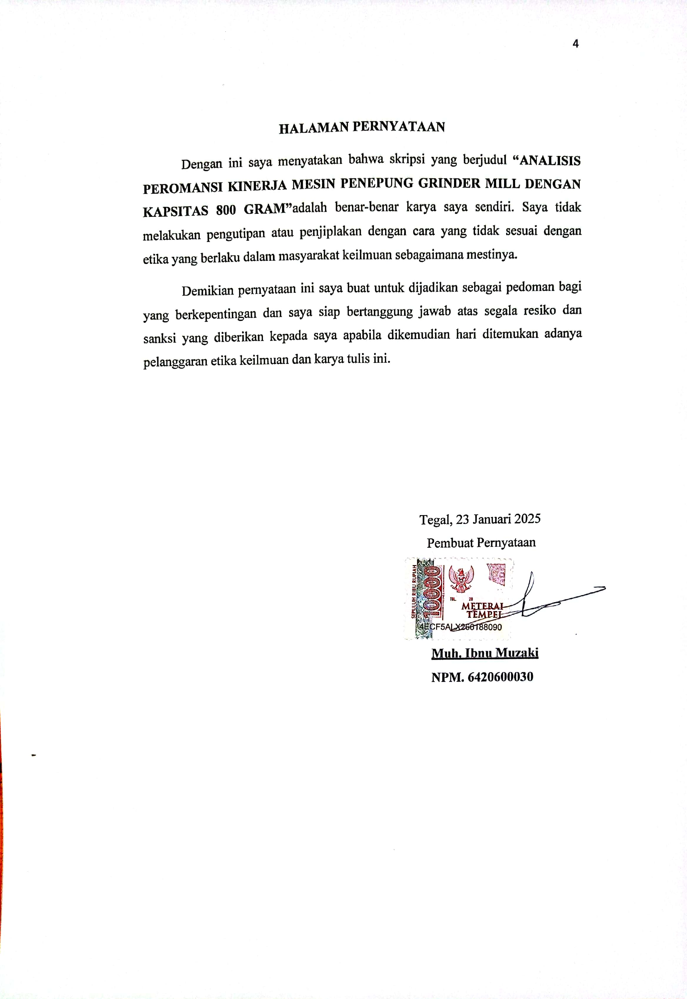 4
HALAMAN PERNYATAAN
Dengan ini saya menyatakan bahwa skripsi yang berjudul “ANALISIS
PEROMANSI KINERJA MESIN PENEPUNG GRINDER MILL DENGAN
KAPSITAS 800 GRAM”adalah benar-benar karya saya sendiri. Saya tidak
melakukan pengutipan atau penjiplakan dengan cara yang tidak sesuai dengan
etika yang berlaku dalam masyarakat keilmuan sebagaimana mestinya.
Demikian pernyataan ini saya buat untuk dijadikan sebagai pedoman bagi
yang berkepentingan dan saya siap bertanggung jawab atas segala resiko dan
sanksi yang diberikan kepada saya apabila dikemudian hari ditemukan adanya
pelanggaran etika keilmuan dan karya tulis ini.
Tegal, 23 Januari 2025
Pembuat Pernyataan
SEPULUH RIBU RUPIAH
10000
TGL. 20
METERAI
TEMPEL
4ECF5ALX266188090
Muh. Ibnu Muzaki
NPM. 6420600030